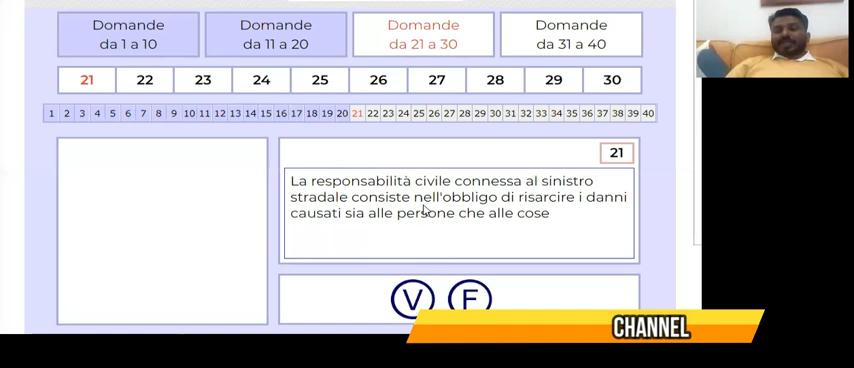 Domande
da 1 a 10
Domande
da 11 a 20
Domande
da 21 a 30
Domande
da 31 a 40
21 22 23 24 25 26 27 28 29 30
1 2 3 4 5 6 7 8 9 10 11 12 13 14 15 16 17 18 19 20 21 22 23 24 25 26 27 28 29 30 31 32 33 34 35 36 37 38 39 40
21
La responsabilità civile connessa al sinistro
stradale consiste nell'obbligo di risarcire i danni
causati sia alle persone che alle cose
V F
CHANNEL